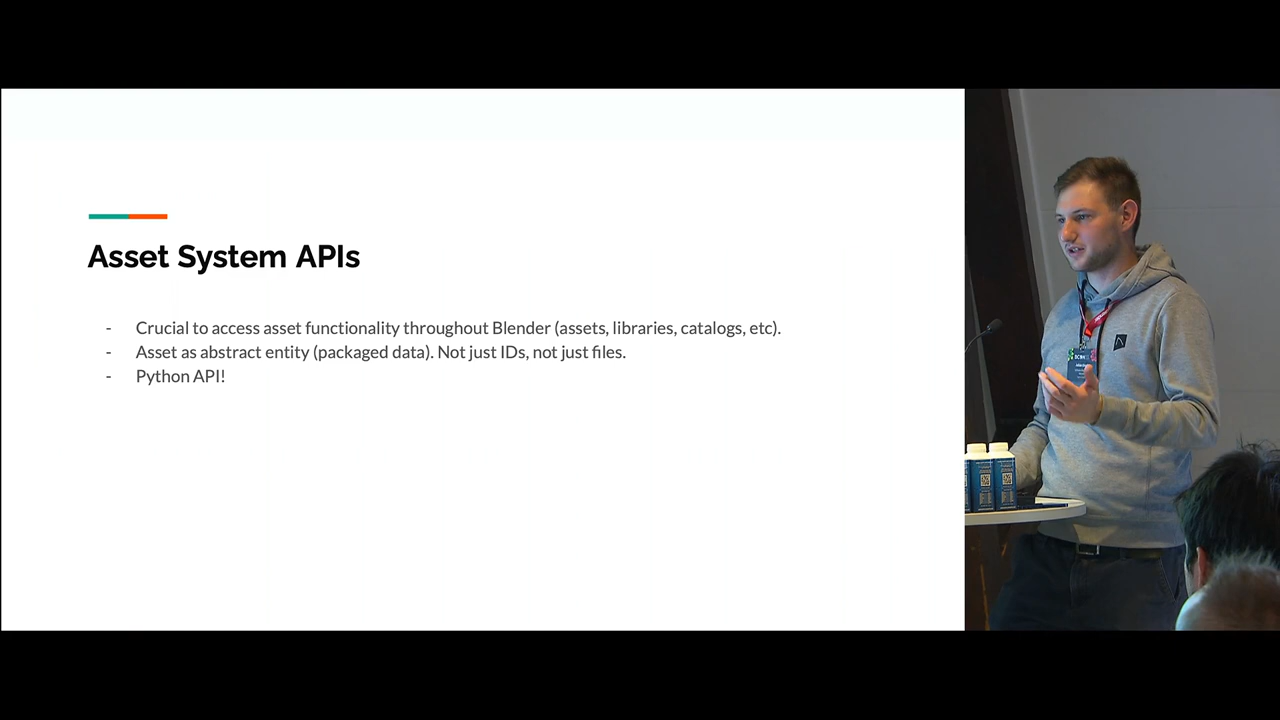 Asset System APIs
- Crucial to access asset functionality throughout Blender (assets, libraries, catalogs, etc).
- Asset as abstract entity (packaged data). Not just IDs, not just files.
- Python API!